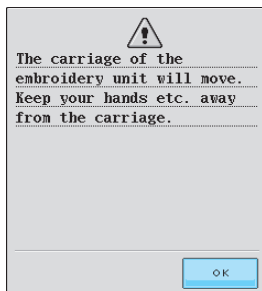 The carriage of the
embroidery unit will move.
Keep your hands etc. away
from the carriage.
OK